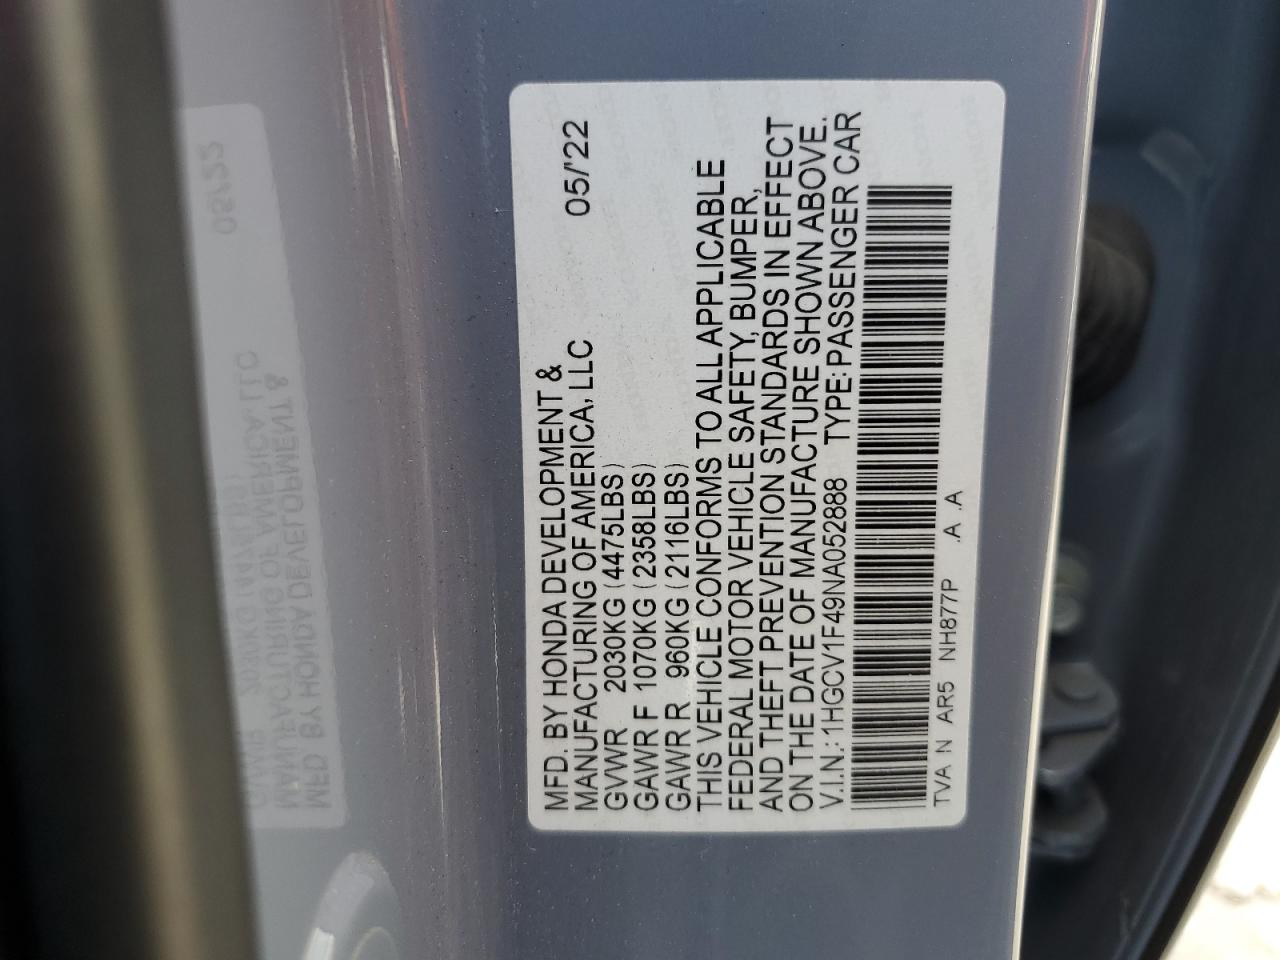 MFD. BY HONDA DEVELOPMENT &
MANUFACTURING OF AMERICA, LLC 05/'22
GVWR 2030KG (4475LBS)
GAWR F 1070KG (2358LBS)
GAWR R 960KG (2116LBS)
THIS VEHICLE CONFORMS TO ALL APPLICABLE
FEDERAL MOTOR VEHICLE SAFETY, BUMPER,
AND THEFT PREVENTION STANDARDS IN EFFECT
ON THE DATE OF MANUFACTURE SHOWN ABOVE.
V.I.N.: 1HGCV1F49NA052888 TYPE: PASSENGER CAR
TVA N AR5 NH877P .A .A